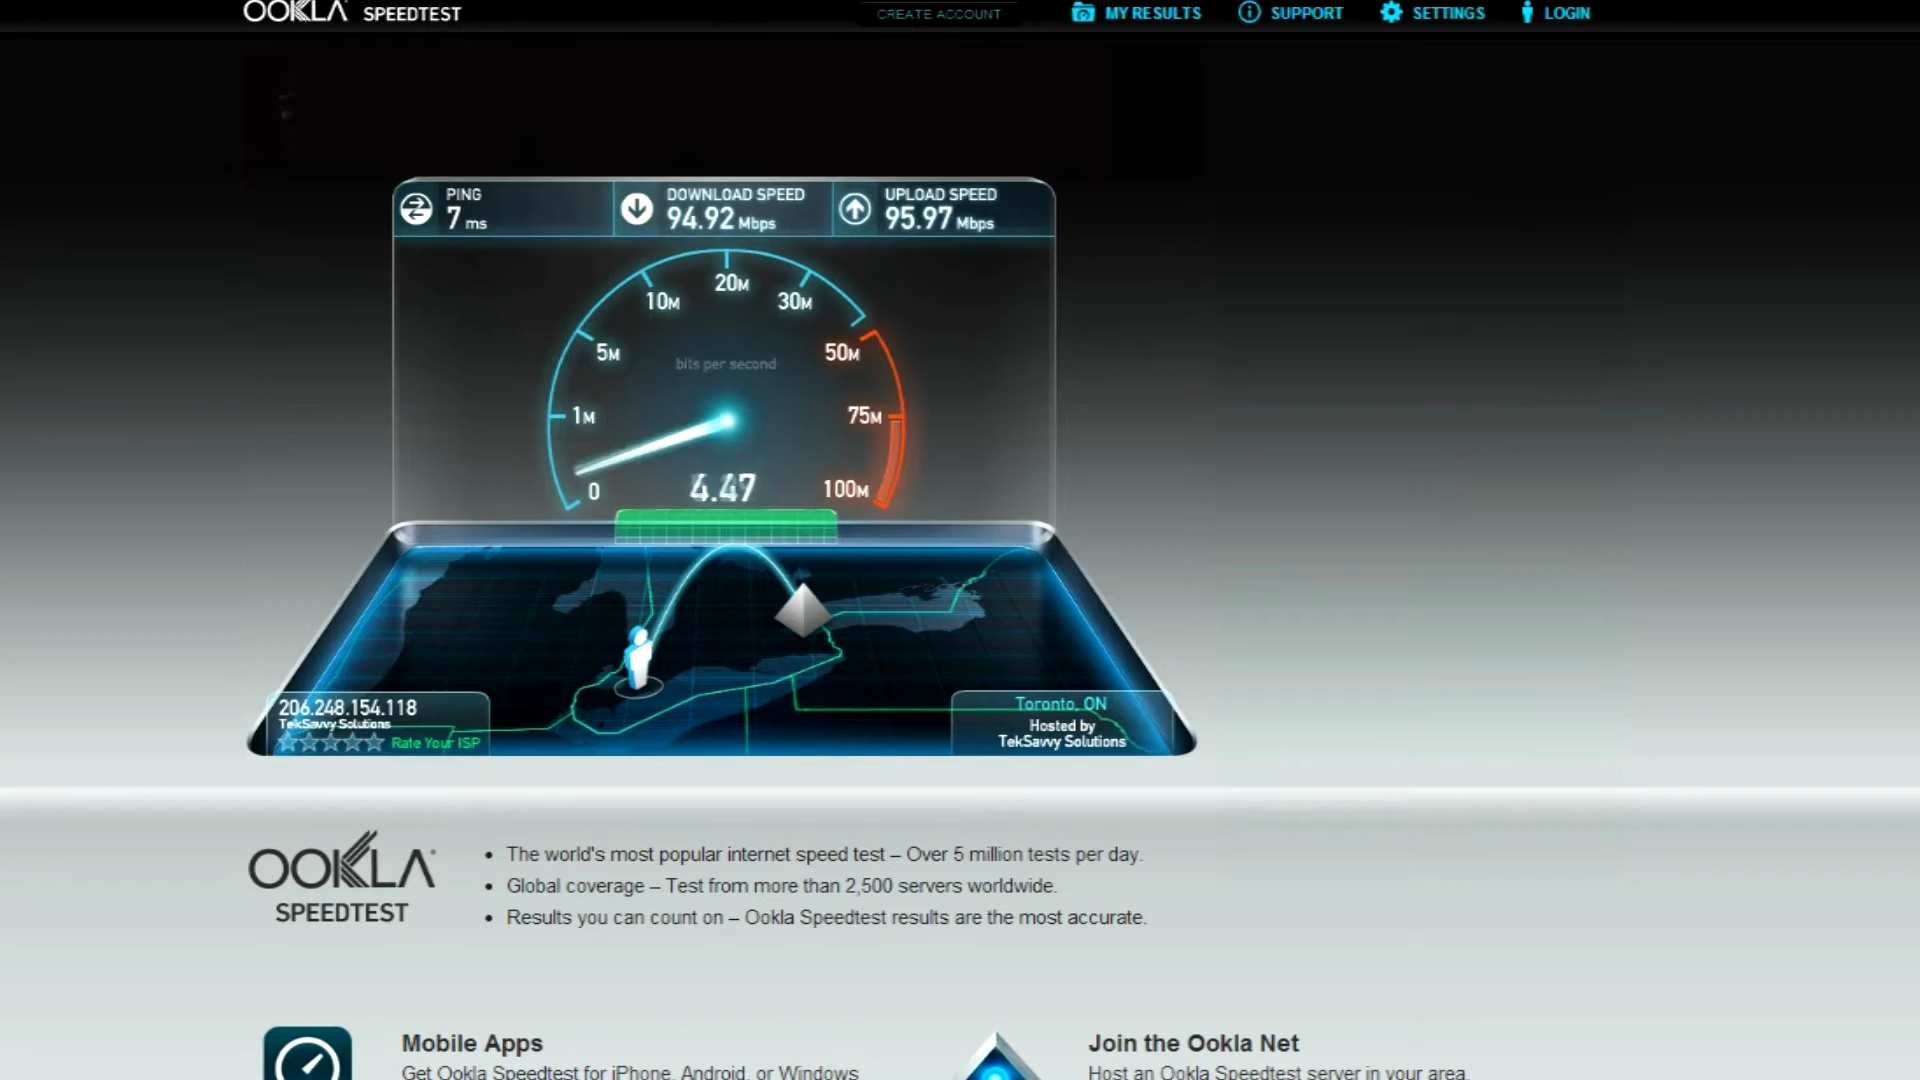 OOKLA SPEEDTEST
CREATE ACCOUNT
MY RESULTS
SUPPORT
SETTINGS
LOGIN
PING
7 ms
DOWNLOAD SPEED
94.92 Mbps
UPLOAD SPEED
95.97 Mbps
20M
10M
30M
5M
50M
bits per second
1M
75M
0
4.47
100M
206.248.154.118
TekSavvy Solutions
Rate Your ISP
Toronto, ON
Hosted by
TekSavvy Solutions
OOKLA
SPEEDTEST
• The world's most popular internet speed test – Over 5 million tests per day.
• Global coverage – Test from more than 2,500 servers worldwide.
• Results you can count on – Ookla Speedtest results are the most accurate.
Mobile Apps
Get Ookla Speedtest for iPhone, Android, or Windows
Join the Ookla Net
Host an Ookla Speedtest server in your area.